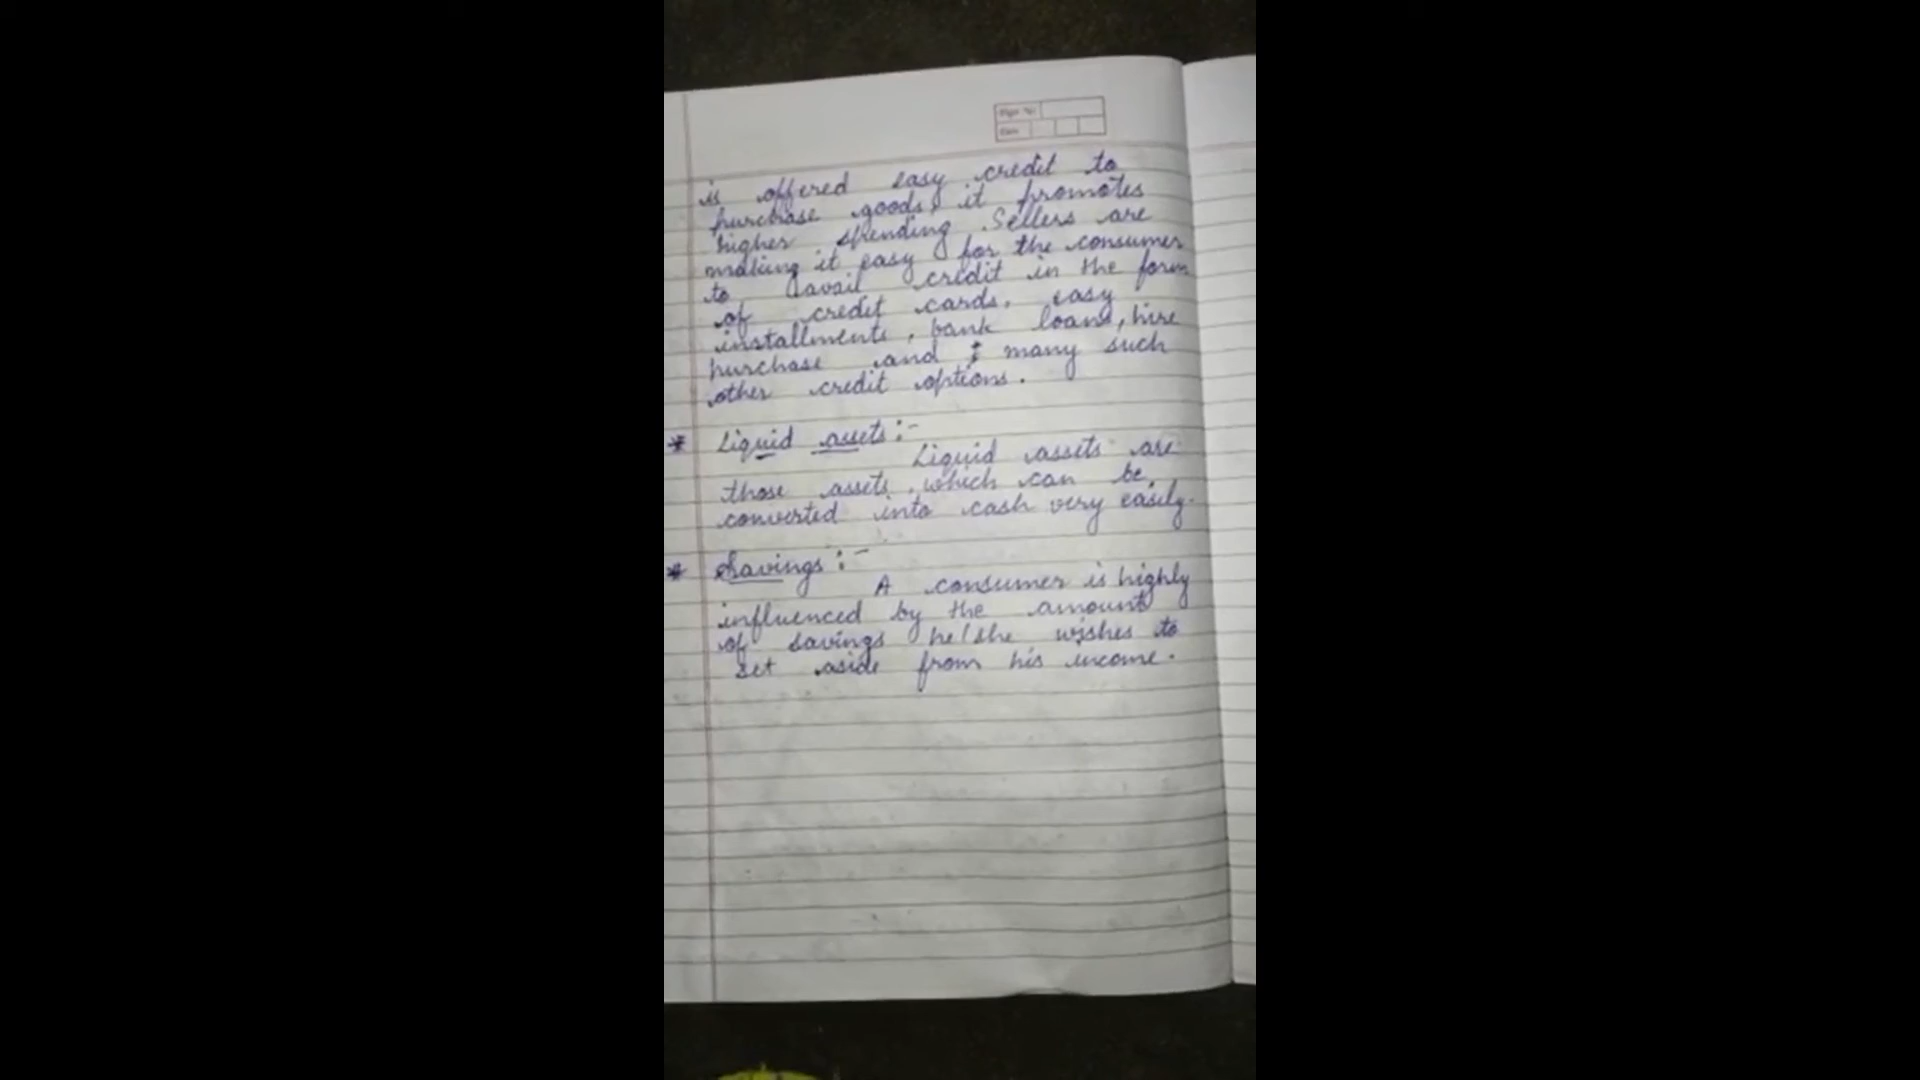 Page No.
Date
is offered easy credit to
purchase goods, it promotes
higher spending. Sellers are
making it easy for the consumer
to avail credit in the form
of credit cards, easy
installments, bank loans, hire
purchase and many such
other credit options.
* Liquid assets:-
Liquid assets are
those assets, which can be
converted into cash very easily.
* Savings:-
A consumer is highly
influenced by the amount
of savings he/she wishes to
set aside from his income.